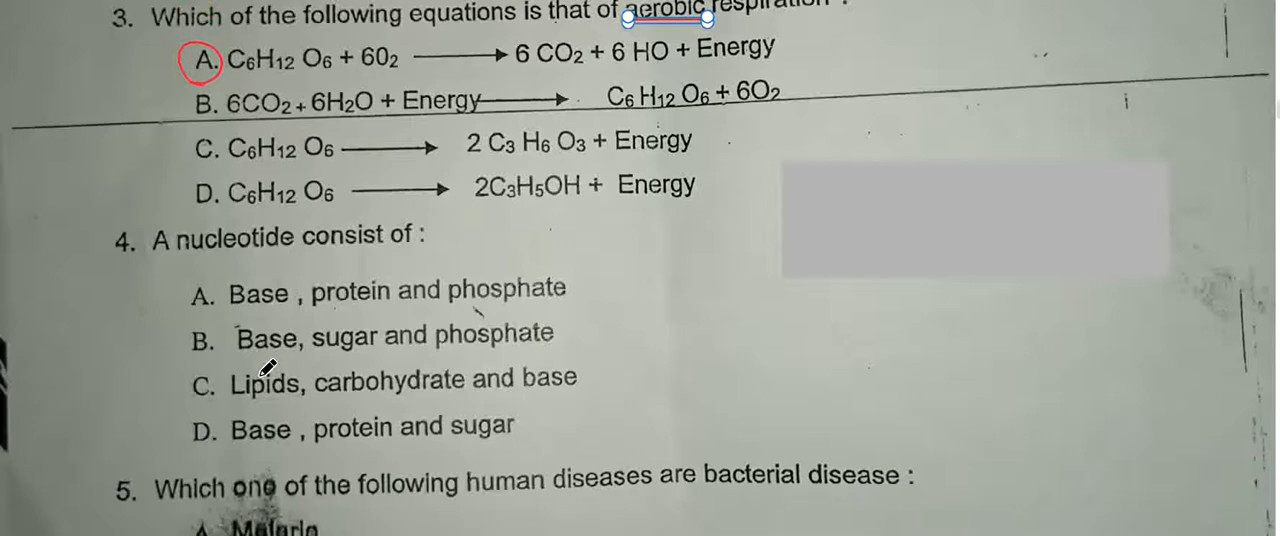 3. Which of the following equations is that of aerobic respiration :
A. C6H12 O6 + 6O2 ⟶ 6 CO2 + 6 HO + Energy
B. 6CO2 + 6H2O + Energy ⟶ C6 H12 O6 + 6O2
C. C6H12 O6 ⟶ 2 C3 H6 O3 + Energy
D. C6H12 O6 ⟶ 2C3H5OH + Energy
4. A nucleotide consist of :
A. Base , protein and phosphate
B. Base, sugar and phosphate
C. Lipids, carbohydrate and base
D. Base , protein and sugar
5. Which one of the following human diseases are bacterial disease :
A. Malaria